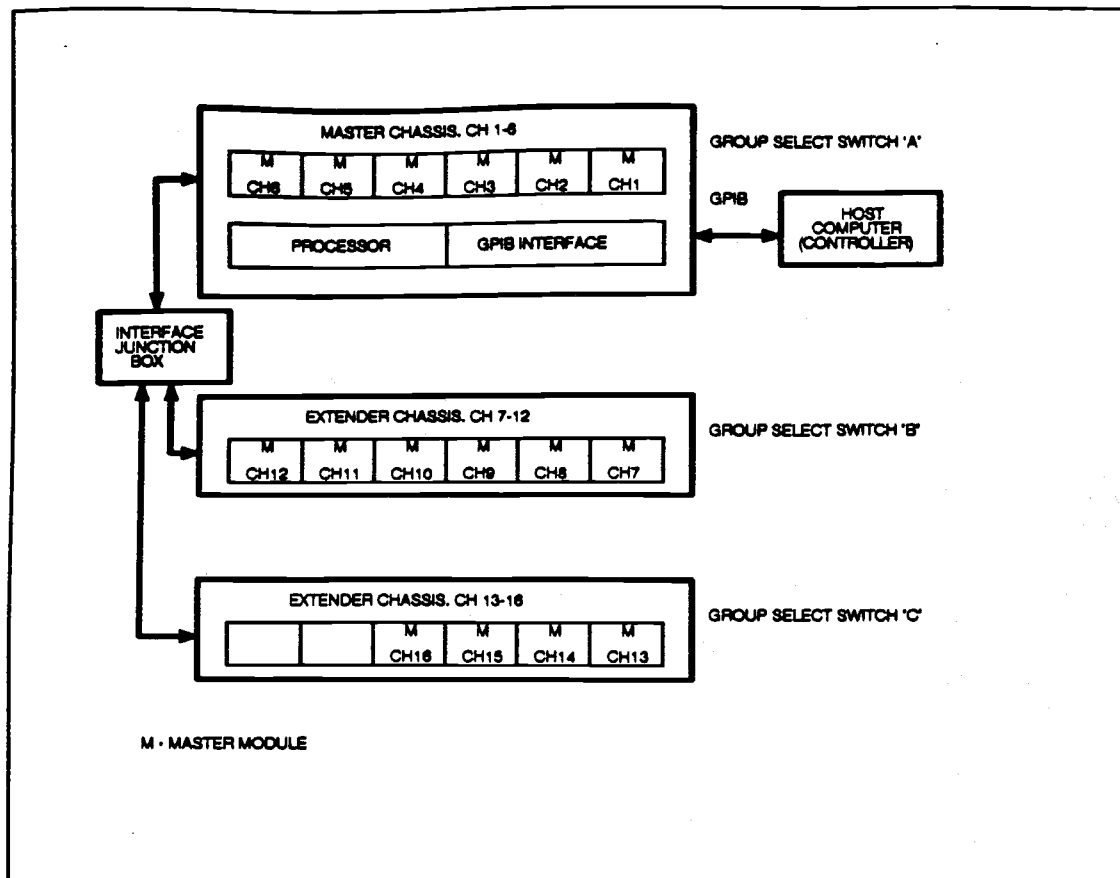 MASTER CHASSIS. CH 1-6
GROUP SELECT SWITCH 'A'
M M M M M M
CH6 CH5 CH4 CH3 CH2 CH1
GPIB
HOST
COMPUTER
(CONTROLLER)
PROCESSOR
GPIB INTERFACE
INTERFACE
JUNCTION
BOX
EXTENDER CHASSIS. CH 7-12
GROUP SELECT SWITCH 'B'
M M M M M M
CH12 CH11 CH10 CH9 CH8 CH7
EXTENDER CHASSIS. CH 13-16
GROUP SELECT SWITCH 'C'
M M M M
CH16 CH15 CH14 CH13
M - MASTER MODULE